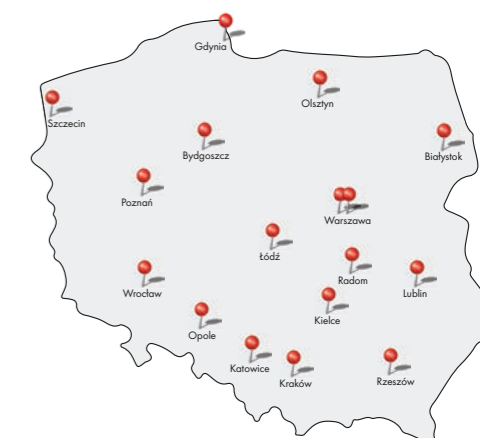 Gdynia
Olsztyn
Szczecin
Bydgoszcz
Białystok
Poznań
Warszawa
Łódź
Radom
Wrocław
Lublin
Kielce
Opole
Katowice
Kraków
Rzeszów